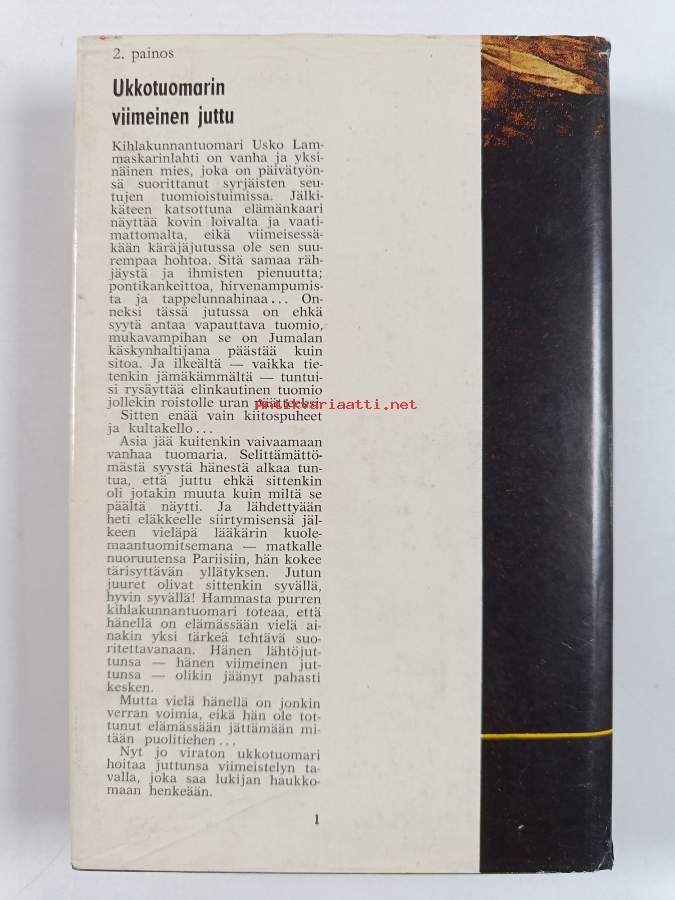 2. painos
Ukkotuomarin
viimeinen juttu
Kihlakunnantuomari Usko Lam-
maskarinlahti on vanha ja yksi-
näinen mies, joka on päivätyön-
sä suorittanut syrjäisten seu-
tujen tuomioistuimissa. Jälki-
käteen katsottuna elämänkaari
näyttää kovin loivalta ja vaati-
mattomalta, eikä viimeisessä-
kään käräjäjutussa ole sen suu-
rempaa hohtoa. Sitä samaa räh-
jäystä ja ihmisten pienuutta;
pontikankeittoa, hirvenampumis-
ta ja tappelunnahinaa... On-
neksi tässä jutussa on ehkä
syytä antaa vapauttava tuomio,
mukavampihan se on Jumalan
käskynhaltijana päästää kuin
sitoa. Ja ilkeältä — vaikka tie-
tenkin jämäkämmältä — tuntui-
si rysäyttää elinkautinen tuomio
jollekin roistolle uran päätteeksi.
Antikvariaatti.net
Sitten enää vain kiitospuheet
ja kultakello...
Asia jää kuitenkin vaivaamaan
vanhaa tuomaria. Selittämättö-
mästä syystä hänestä alkaa tun-
tua, että juttu ehkä sittenkin
oli jotakin muuta kuin miltä se
päältä näytti. Ja lähdettyään
heti eläkkeelle siirtymisensä jäl-
keen vieläpä lääkärin kuole-
maantuomitsemana — matkalle
nuoruutensa Pariisiin, hän kokee
tärisyttävän yllätyksen. Jutun
juuret olivat sittenkin syvällä,
hyvin syvällä! Hammasta purren
kihlakunnantuomari toteaa, että
hänellä on elämässään vielä ai-
nakin yksi tärkeä tehtävä suo-
ritettavanaan. Hänen lähtöjut-
tunsa — hänen viimeinen jut-
tunsa — olikin jäänyt pahasti
kesken.
Mutta vielä hänellä on jonkin
verran voimia, eikä hän ole tot-
tunut elämässään jättämään mi-
tään puolitiehen...
Nyt jo viraton ukkotuomari
hoitaa juttunsa viimeistelyn ta-
valla, joka saa lukijan haukko-
maan henkeään.
1